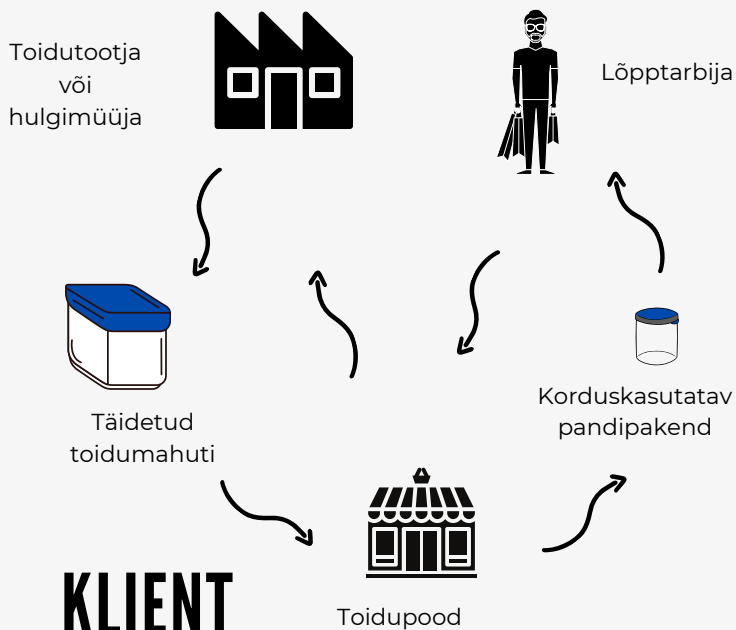 Toidutootja
või
hulgimüüja
Lõpptarbija
Korduskasutatav
pandipakend
Täidetud
toidumahuti
KLIENT
Toidupood